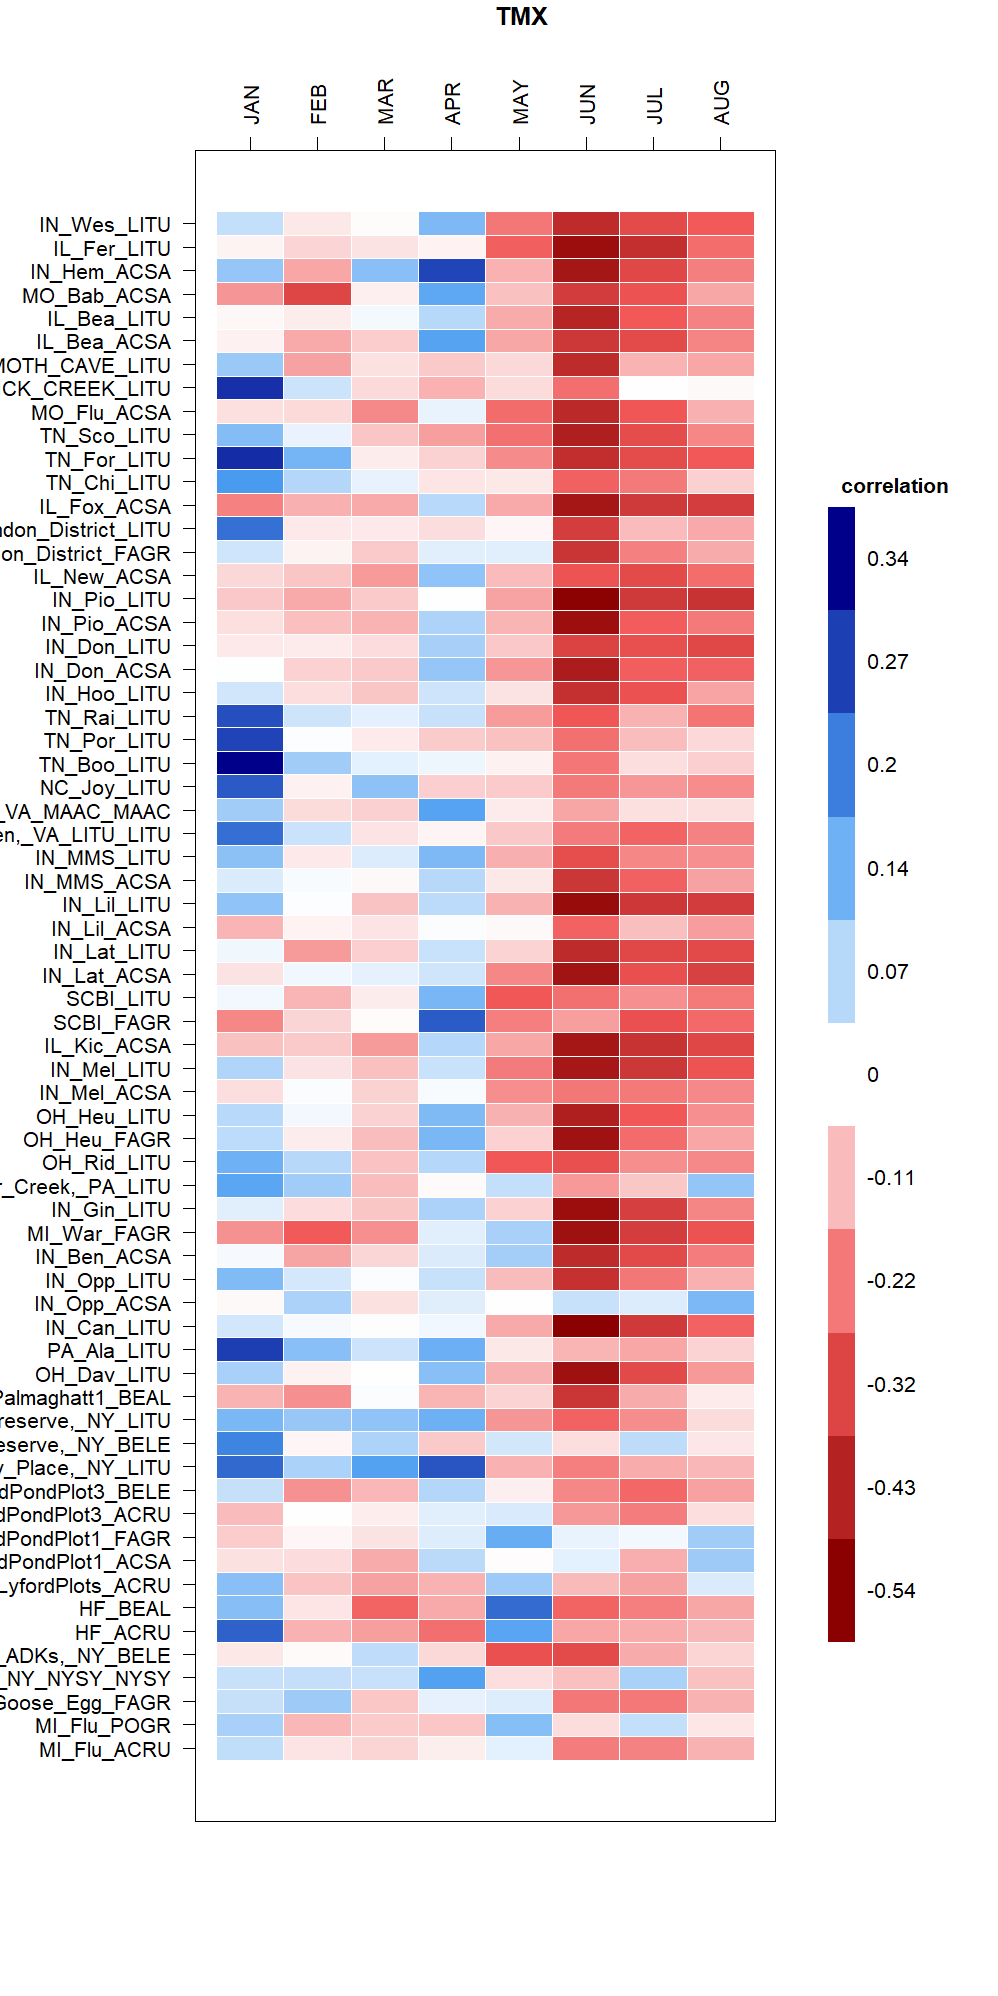 TMX
JAN FEB MAR APR MAY JUN JUL AUG
IN_Wes_LITU
IL_Fer_LITU
IN_Hem_ACSA
MO_Bab_ACSA
IL_Bea_LITU
IL_Bea_ACSA
MOTH_CAVE_LITU
CK_CREEK_LITU
MO_Flu_ACSA
TN_Sco_LITU
TN_For_LITU
TN_Chi_LITU
IL_Fox_ACSA
ndon_District_LITU
on_District_FAGR
IL_New_ACSA
IN_Pio_LITU
IN_Pio_ACSA
IN_Don_LITU
IN_Don_ACSA
IN_Hoo_LITU
TN_Rai_LITU
TN_Por_LITU
TN_Boo_LITU
NC_Joy_LITU
_VA_MAAC_MAAC
en,_VA_LITU_LITU
IN_MMS_LITU
IN_MMS_ACSA
IN_Lil_LITU
IN_Lil_ACSA
IN_Lat_LITU
IN_Lat_ACSA
SCBI_LITU
SCBI_FAGR
IL_Kic_ACSA
IN_Mel_LITU
IN_Mel_ACSA
OH_Heu_LITU
OH_Heu_FAGR
OH_Rid_LITU
r_Creek,_PA_LITU
IN_Gin_LITU
MI_War_FAGR
IN_Ben_ACSA
IN_Opp_LITU
IN_Opp_ACSA
IN_Can_LITU
PA_Ala_LITU
OH_Dav_LITU
Palmaghatt1_BEAL
reserve,_NY_LITU
eserve,_NY_BELE
y_Place,_NY_LITU
dPondPlot3_BELE
dPondPlot3_ACRU
dPondPlot1_FAGR
dPondPlot1_ACSA
LyfordPlots_ACRU
HF_BEAL
HF_ACRU
_ADKs,_NY_BELE
_NY_NYSY_NYSY
Goose_Egg_FAGR
MI_Flu_POGR
MI_Flu_ACRU
correlation
0.34
0.27
0.2
0.14
0.07
0
-0.11
-0.22
-0.32
-0.43
-0.54